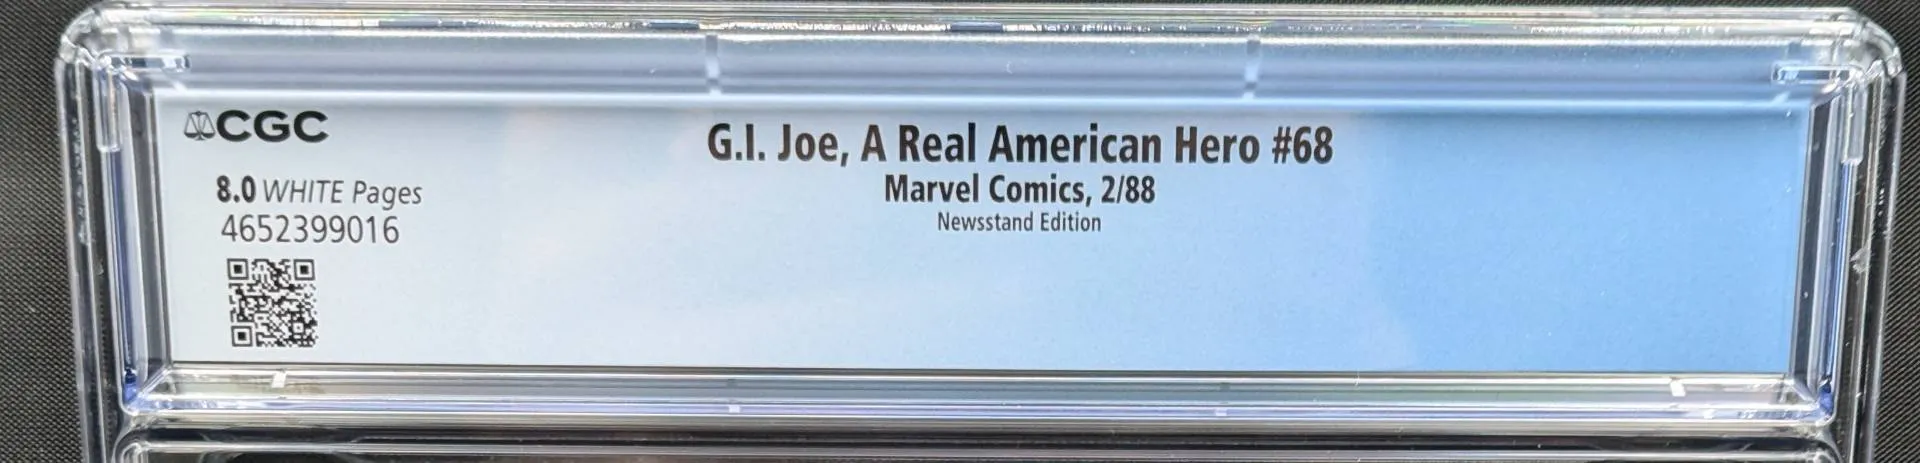 CGC
G.I. Joe, A Real American Hero #68
8.0 WHITE Pages
Marvel Comics, 2/88
4652399016
Newsstand Edition